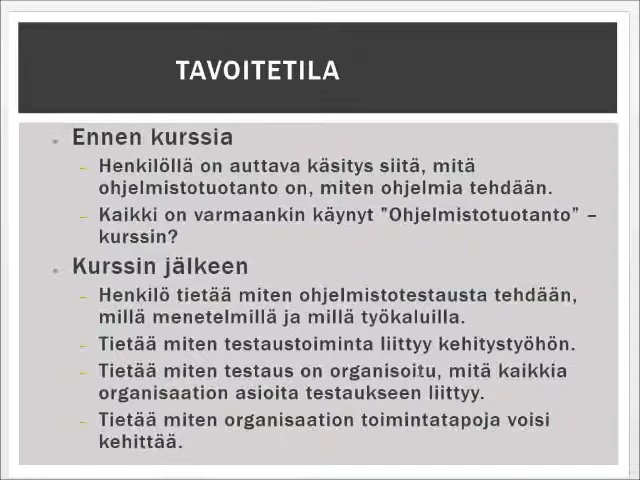 TAVOITETILA
Ennen kurssia
– Henkilöllä on auttava käsitys siitä, mitä
ohjelmistotuotanto on, miten ohjelmia tehdään.
– Kaikki on varmaankin käynyt ”Ohjelmistotuotanto” –
kurssin?
Kurssin jälkeen
– Henkilö tietää miten ohjelmistotestausta tehdään,
millä menetelmillä ja millä työkaluilla.
– Tietää miten testaustoiminta liittyy kehitystyöhön.
– Tietää miten testaus on organisoitu, mitä kaikkia
organisaation asioita testaukseen liittyy.
– Tietää miten organisaation toimintatapoja voisi
kehittää.